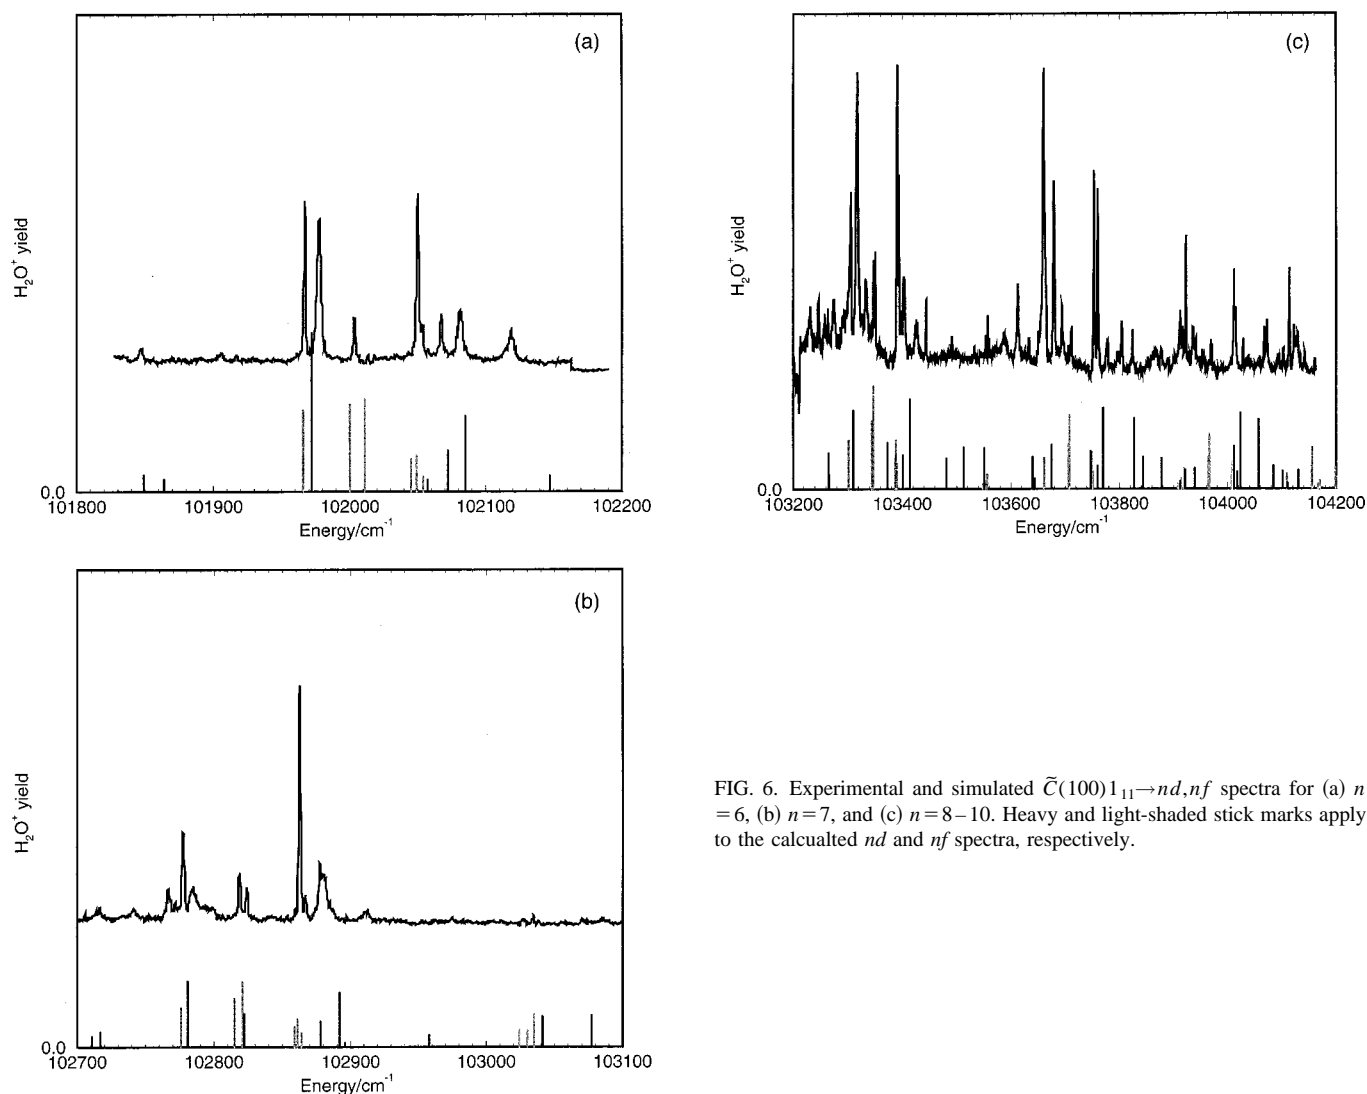 (a)
H2O+ yield
0.0
101800 101900 102000 102100 102200
Energy/cm-1
(b)
H2O+ yield
0.0
102700 102800 102900 103000 103100
Energy/cm-1
(c)
H2O+ yield
0.0
103200 103400 103600 103800 104000 104200
Energy/cm-1
FIG. 6. Experimental and simulated C̃(100)1₁₁→nd,nf spectra for (a) n
=6, (b) n=7, and (c) n=8–10. Heavy and light-shaded stick marks apply
to the calcualted nd and nf spectra, respectively.